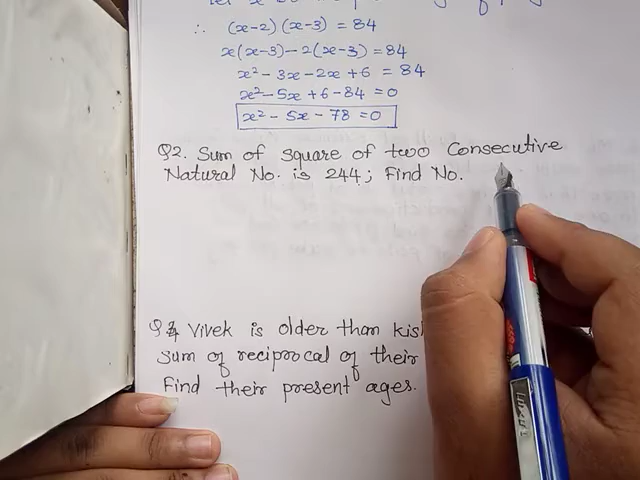 ∴ (x-2) (x-3) = 84
x(x-3) - 2(x-3) = 84
x² - 3x - 2x + 6 = 84
x² - 5x + 6 - 84 = 0
x² - 5x - 78 = 0
Q2. Sum of square of two Consecutive
Natural No. is 244; Find No.
Vivek is older than
sum of reciprocal of their
Find their present ages.